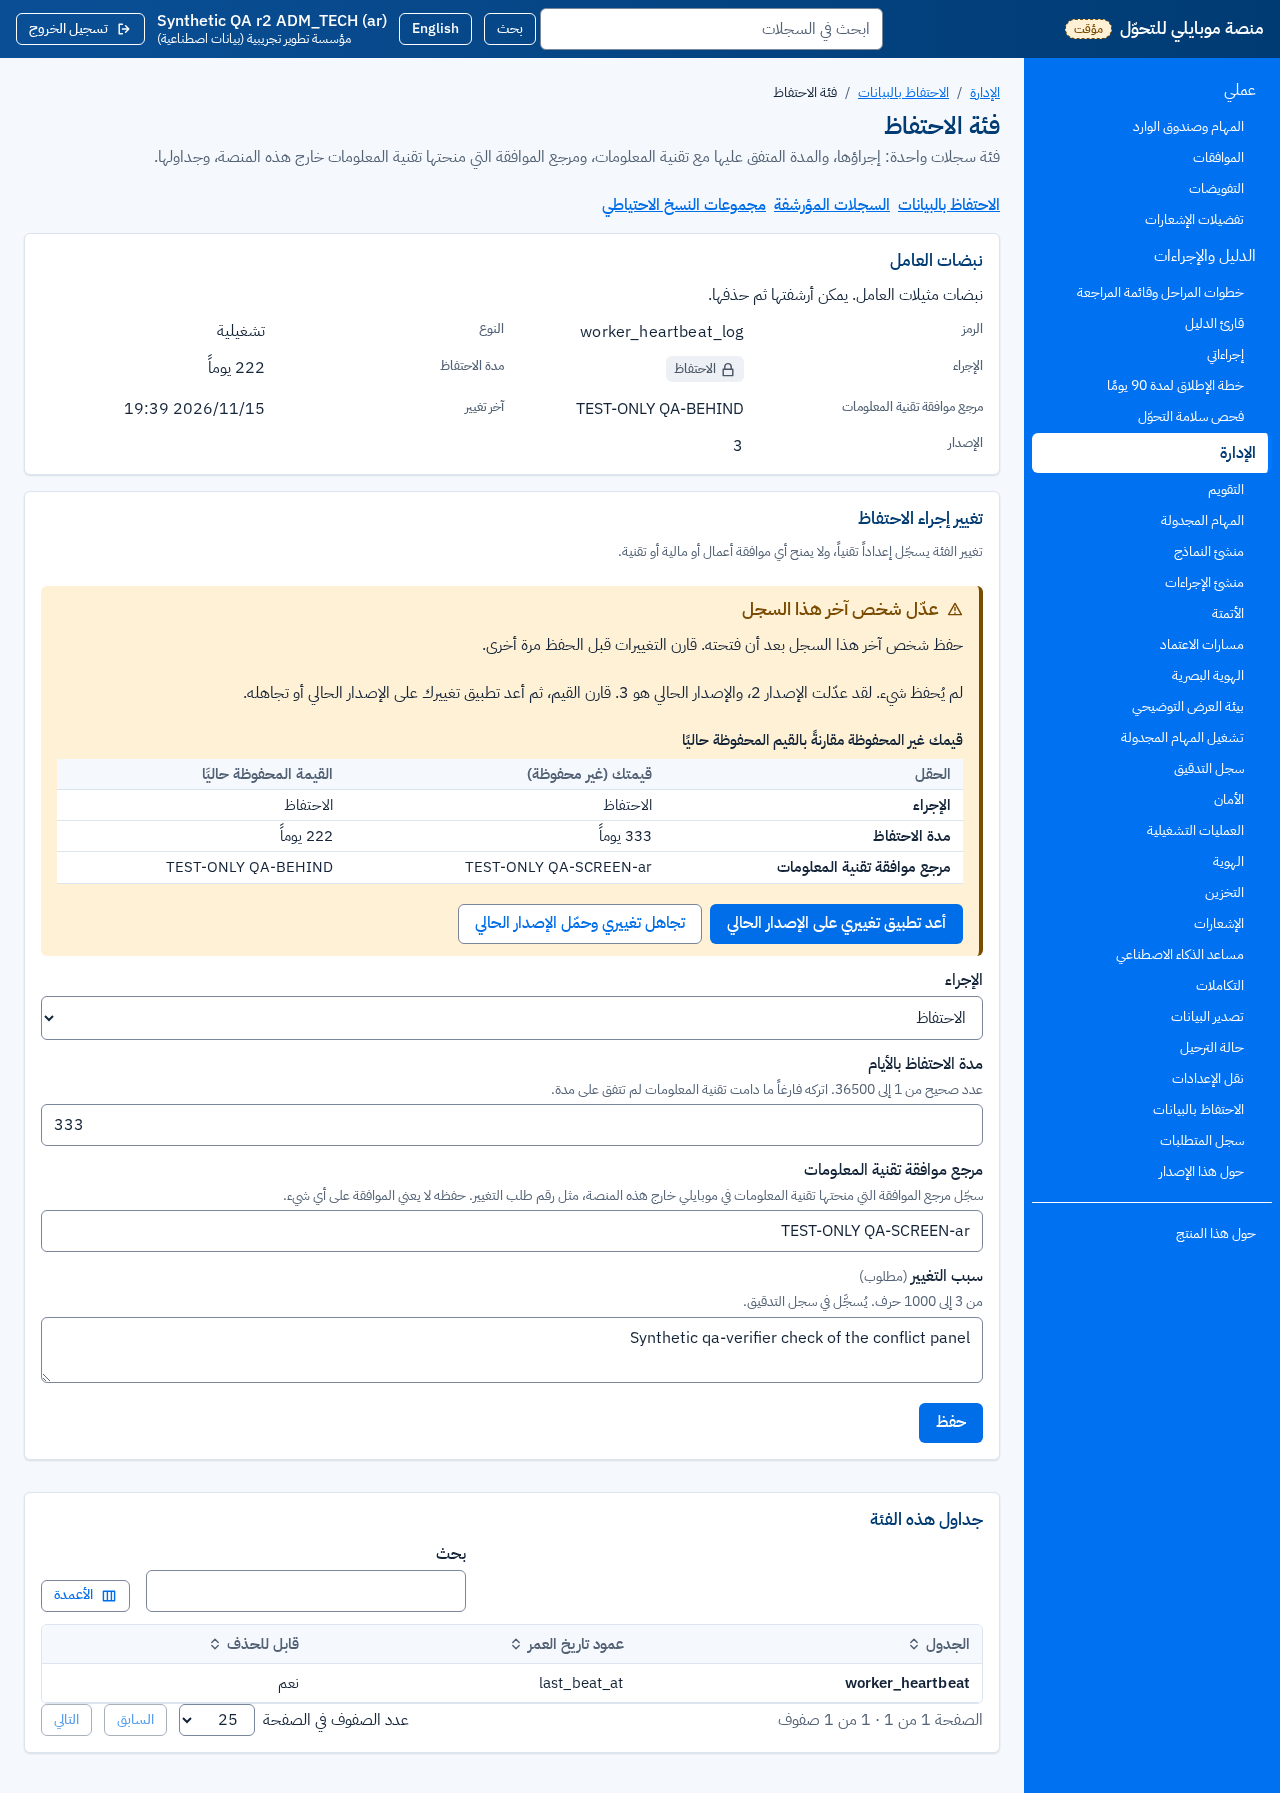 منصة موبايلي للتحوّل مؤقت
ابحث في السجلات
بحث
English
Synthetic QA r2 ADM_TECH (ar)
مؤسسة تطوير تجريبية (بيانات اصطناعية)
تسجيل الخروج
عملي
المهام وصندوق الوارد
الموافقات
التفويضات
تفضيلات الإشعارات
الدليل والإجراءات
خطوات المراحل وقائمة المراجعة
قارئ الدليل
إجراءاتي
خطة الإطلاق لمدة 90 يومًا
فحص سلامة التحوّل
الإدارة
التقويم
المهام المجدولة
منشئ النماذج
منشئ الإجراءات
الأتمتة
مسارات الاعتماد
الهوية البصرية
بيئة العرض التوضيحي
تشغيل المهام المجدولة
سجل التدقيق
الأمان
العمليات التشغيلية
الهوية
التخزين
الإشعارات
مساعد الذكاء الاصطناعي
التكاملات
تصدير البيانات
حالة الترحيل
نقل الإعدادات
الاحتفاظ بالبيانات
سجل المتطلبات
حول هذا الإصدار
حول هذا المنتج
الإدارة / الاحتفاظ بالبيانات / فئة الاحتفاظ
فئة الاحتفاظ
فئة سجلات واحدة: إجراؤها، والمدة المتفق عليها مع تقنية المعلومات، ومرجع الموافقة التي منحتها تقنية المعلومات خارج هذه المنصة، وجداولها.
الاحتفاظ بالبيانات السجلات المؤرشفة مجموعات النسخ الاحتياطي
نبضات العامل
نبضات مثيلات العامل. يمكن أرشفتها ثم حذفها.
الرمز worker_heartbeat_log النوع تشغيلية
الإجراء الاحتفاظ مدة الاحتفاظ 222 يوماً
مرجع موافقة تقنية المعلومات TEST-ONLY QA-BEHIND آخر تغيير 2026/11/15 19:39
الإصدار 3
تغيير إجراء الاحتفاظ
تغيير الفئة يسجّل إعداداً تقنياً، ولا يمنح أي موافقة أعمال أو مالية أو تقنية.
عدّل شخص آخر هذا السجل
حفظ شخص آخر هذا السجل بعد أن فتحته. قارن التغييرات قبل الحفظ مرة أخرى.
لم يُحفظ شيء. لقد عدّلت الإصدار 2، والإصدار الحالي هو 3. قارن القيم، ثم أعد تطبيق تغييرك على الإصدار الحالي أو تجاهله.
قيمك غير المحفوظة مقارنةً بالقيم المحفوظة حاليًا
الحقل قيمتك (غير محفوظة) القيمة المحفوظة حاليًا
الإجراء الاحتفاظ الاحتفاظ
مدة الاحتفاظ 333 يوماً 222 يوماً
مرجع موافقة تقنية المعلومات TEST-ONLY QA-SCREEN-ar TEST-ONLY QA-BEHIND
أعد تطبيق تغييري على الإصدار الحالي
تجاهل تغييري وحمّل الإصدار الحالي
الإجراء
الاحتفاظ
مدة الاحتفاظ بالأيام
عدد صحيح من 1 إلى 36500. اتركه فارغاً ما دامت تقنية المعلومات لم تتفق على مدة.
333
مرجع موافقة تقنية المعلومات
سجّل مرجع الموافقة التي منحتها تقنية المعلومات في موبايلي خارج هذه المنصة، مثل رقم طلب التغيير. حفظه لا يعني الموافقة على أي شيء.
TEST-ONLY QA-SCREEN-ar
سبب التغيير (مطلوب)
من 3 إلى 1000 حرف. يُسجَّل في سجل التدقيق.
Synthetic qa-verifier check of the conflict panel
حفظ
جداول هذه الفئة
بحث
الأعمدة
الجدول عمود تاريخ العمر قابل للحذف
worker_heartbeat last_beat_at نعم
الصفحة 1 من 1 · 1 من 1 صفوف
عدد الصفوف في الصفحة 25 السابق التالي